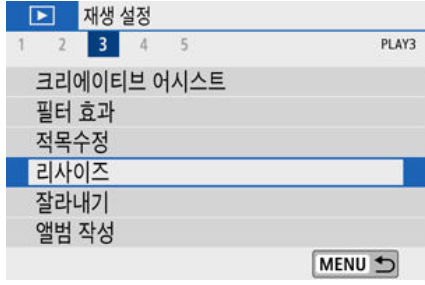 재생 설정
1 2 3 4 5 PLAY3
크리에이티브 어시스트
필터 효과
적목수정
리사이즈
잘라내기
앨범 작성
MENU